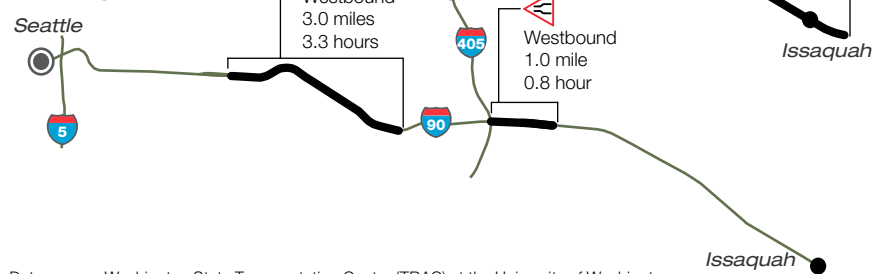 Westbound
3.0 miles
3.3 hours
Seattle
405
Westbound
1.0 mile
0.8 hour
Issaquah
5
90
Issaquah